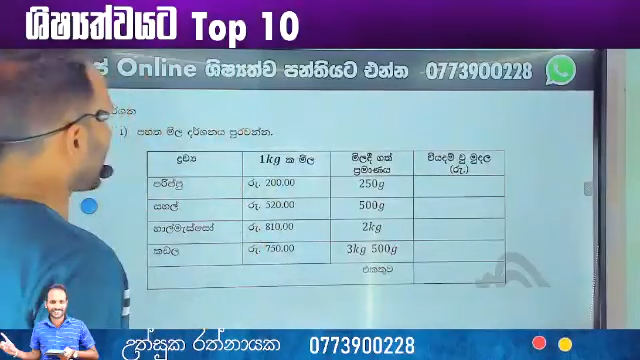 ශිෂ්‍යත්වයට Top 10
Online ශිෂ්‍යත්ව පන්තියට එන්න 0773900228
1) පහත මිල දර්ශනය පුරවන්න.
ද්‍රව්‍ය 1kg ක මිල මිලදී ගත් ප්‍රමාණය වියදම් වූ මුදල (රු.)
පරිප්පු රු. 200.00 250g
සහල් රු. 520.00 500g
හාල්මැස්සෝ රු. 810.00 2kg
කඩල රු. 750.00 3kg 500g
එකතුව
උත්සුක රත්නායක 0773900228